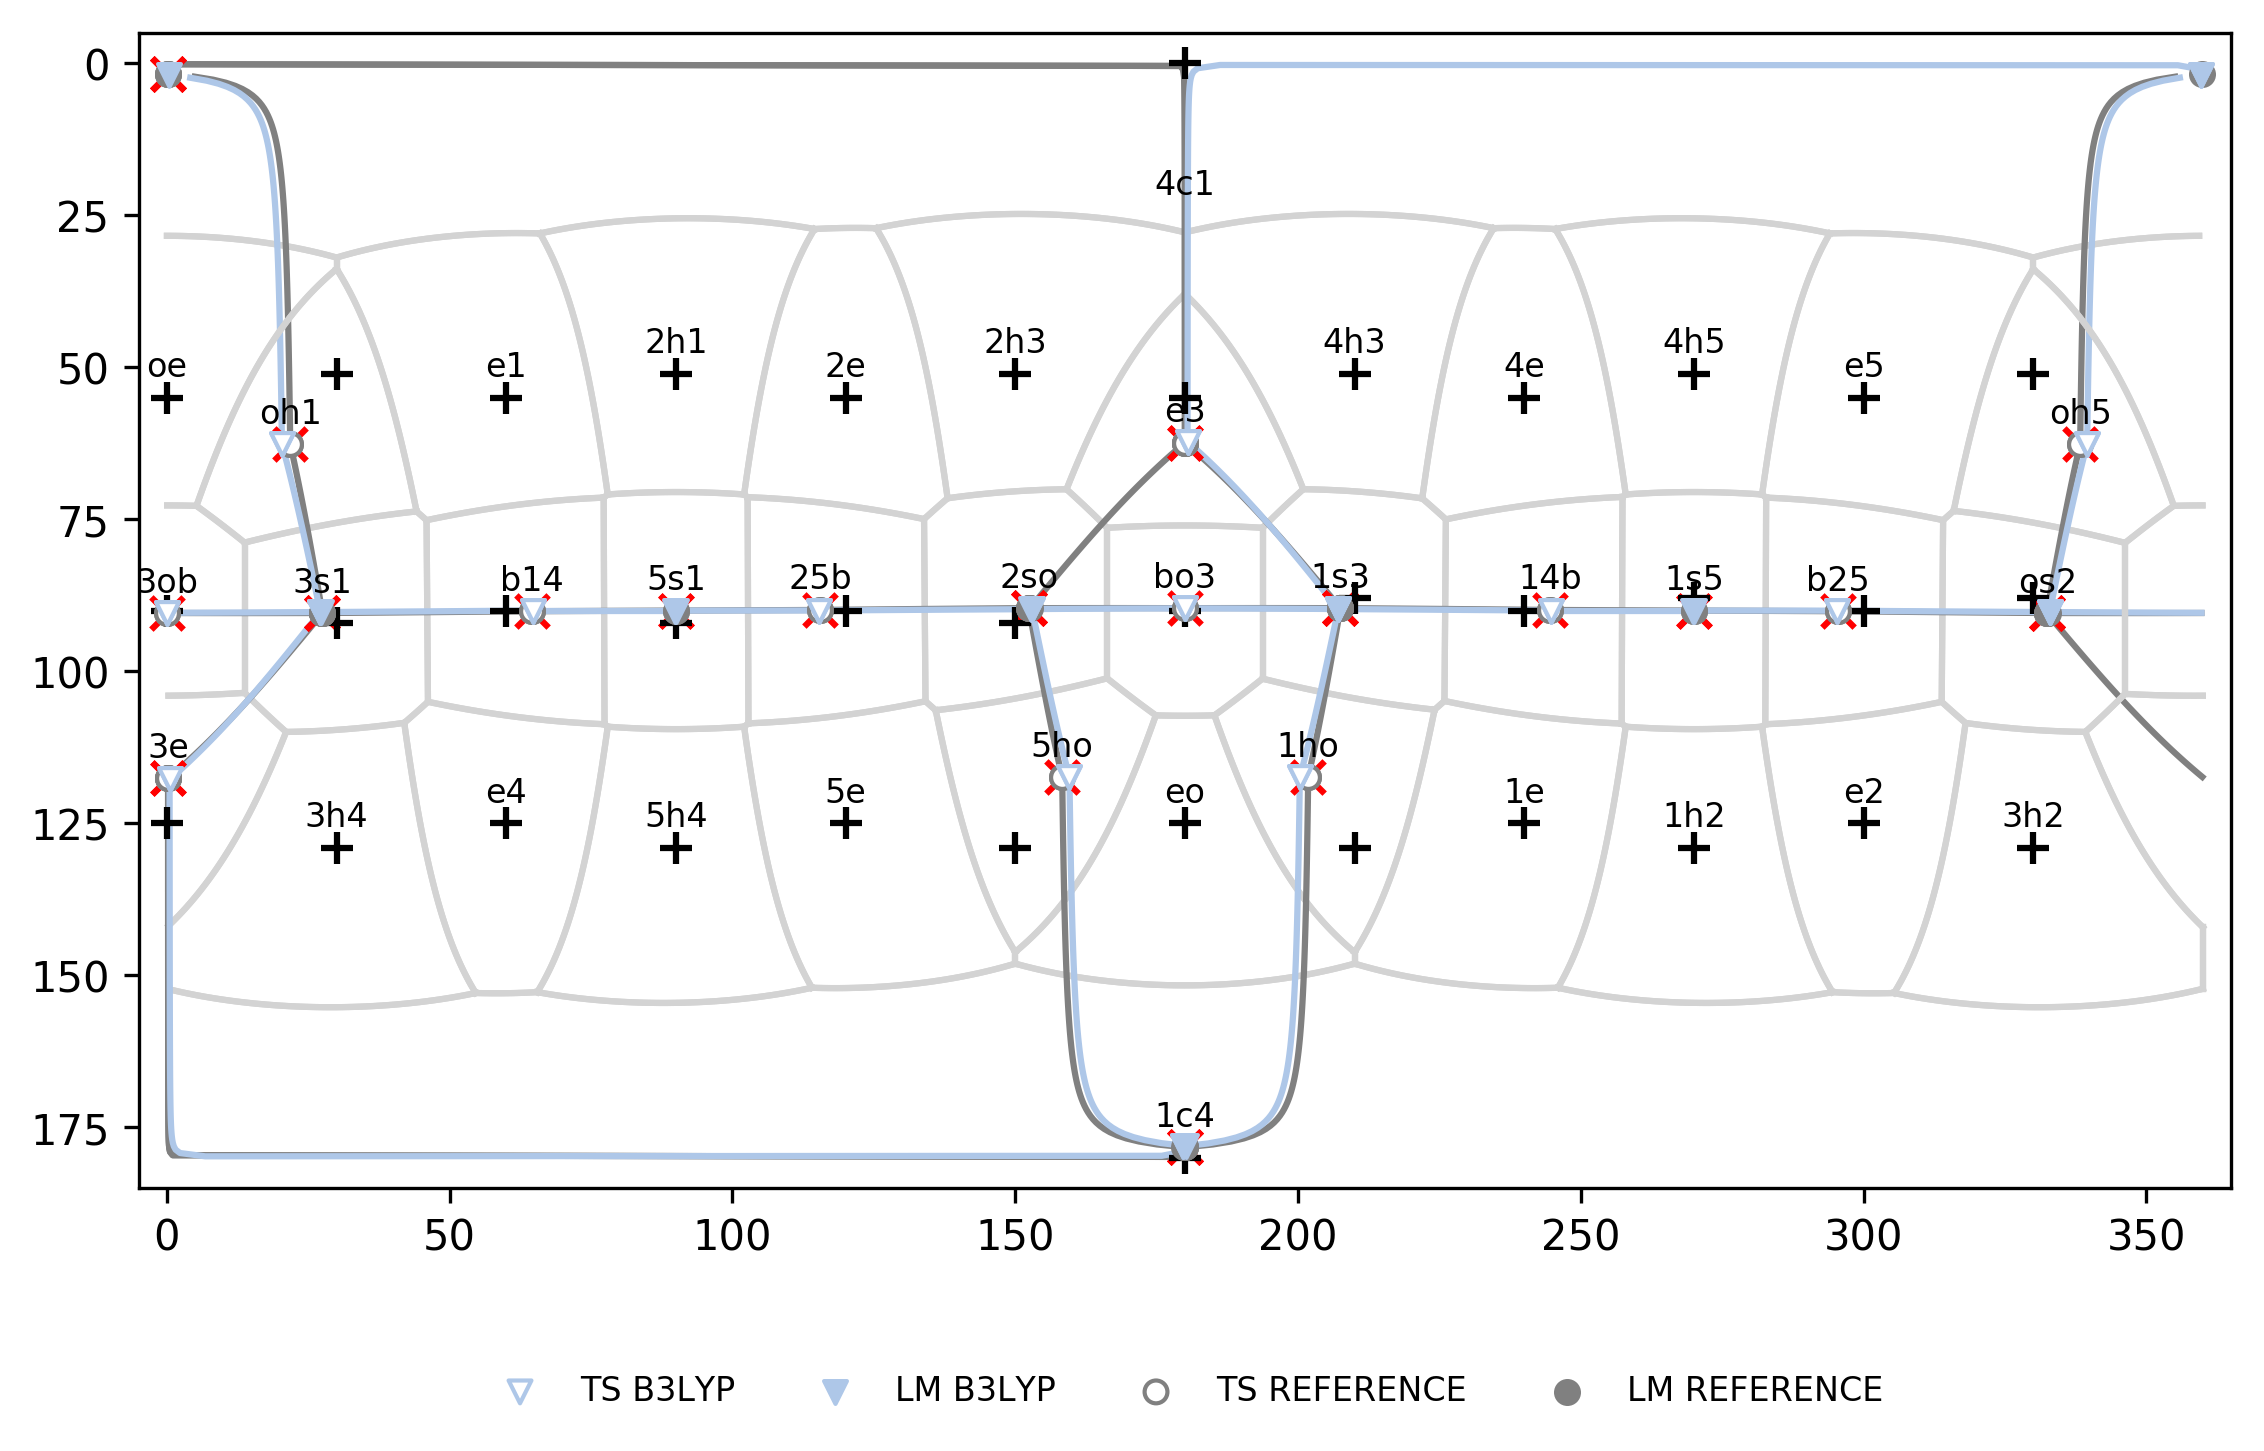 0
25
50
75
100
125
150
175
4c1
oe
e1
2h1
2e
2h3
4h3
4e
4h5
e5
oh1
e3
oh5
3ob
3s1
b14
5s1
25b
2so
bo3
1s3
14b
1s5
b25
os2
3e
3h4
e4
5h4
5e
5ho
eo
1ho
1e
1h2
e2
3h2
1c4
0 50 100 150 200 250 300 350
TS B3LYP LM B3LYP TS REFERENCE LM REFERENCE